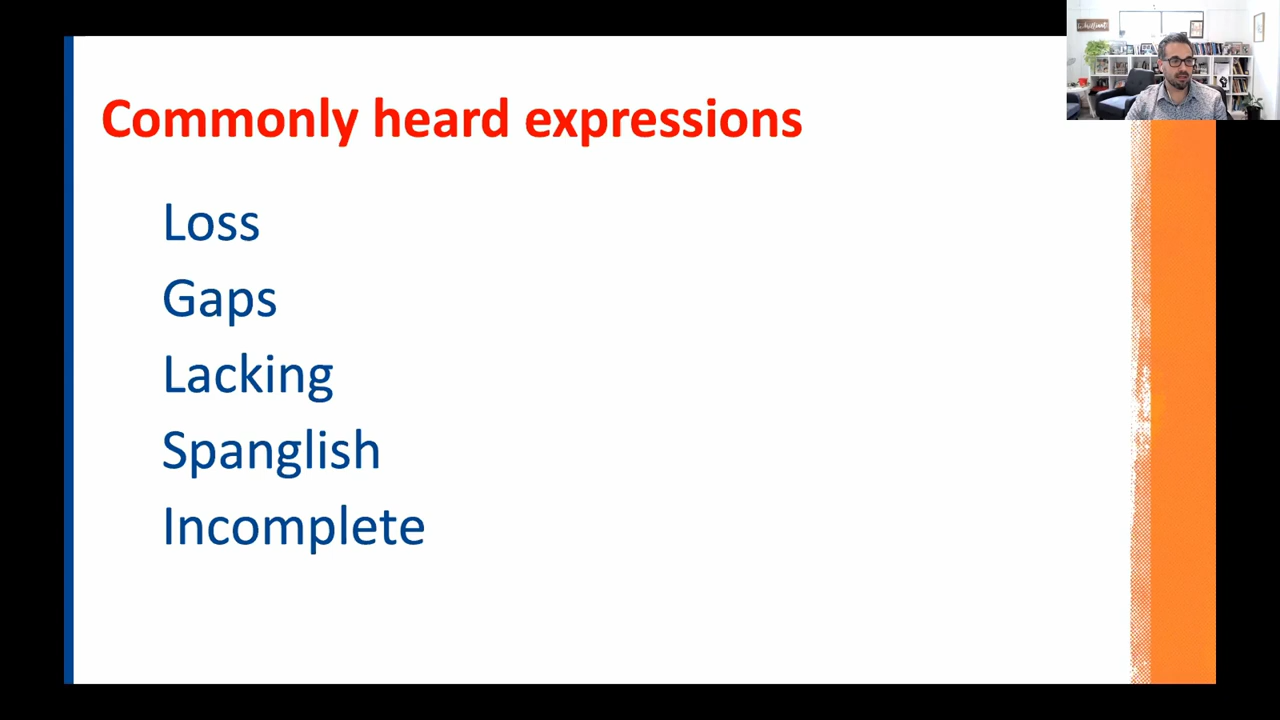 Commonly heard expressions
Loss
Gaps
Lacking
Spanglish
Incomplete